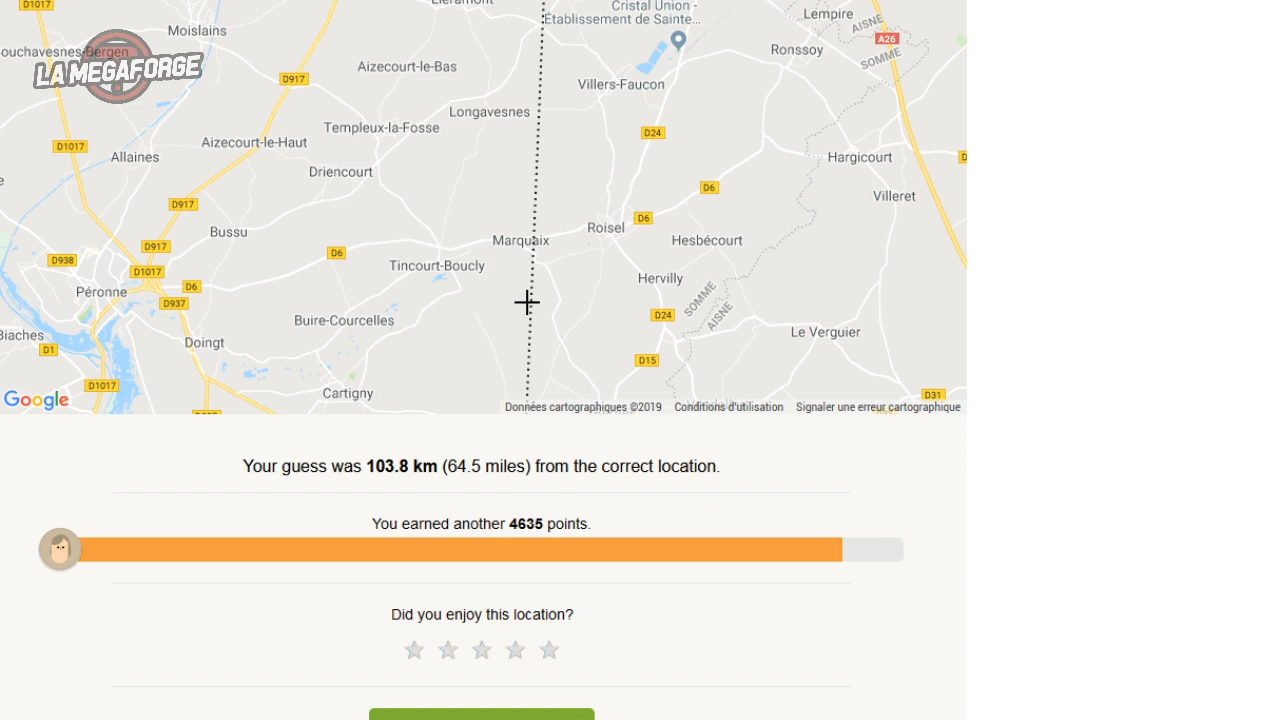 D1017
Cristal Union -
Établissement de Sainte...
Lempire
AISNE
Moislains
A26
Ronssoy
SOMME
LA MEGAFORGE
Aizecourt-le-Bas
D917
Villers-Faucon
Longavesnes
Templeux-la-Fosse
D24
D1017
Aizecourt-le-Haut
Allaines
Hargicourt
Driencourt
D6
Villeret
D917
D6
Roisel
Bussu
Marquaix
Hesbécourt
D917
D6
D938
Tincourt-Boucly
D1017
Hervilly
D6
Péronne
D937
SOMME
AISNE
D24
Buire-Courcelles
Le Verguier
Biaches
Doingt
D1
D15
D1017
Cartigny
D31
Google
Données cartographiques ©2019 Conditions d'utilisation Signaler une erreur cartographique
Your guess was 103.8 km (64.5 miles) from the correct location.
You earned another 4635 points.
Did you enjoy this location?